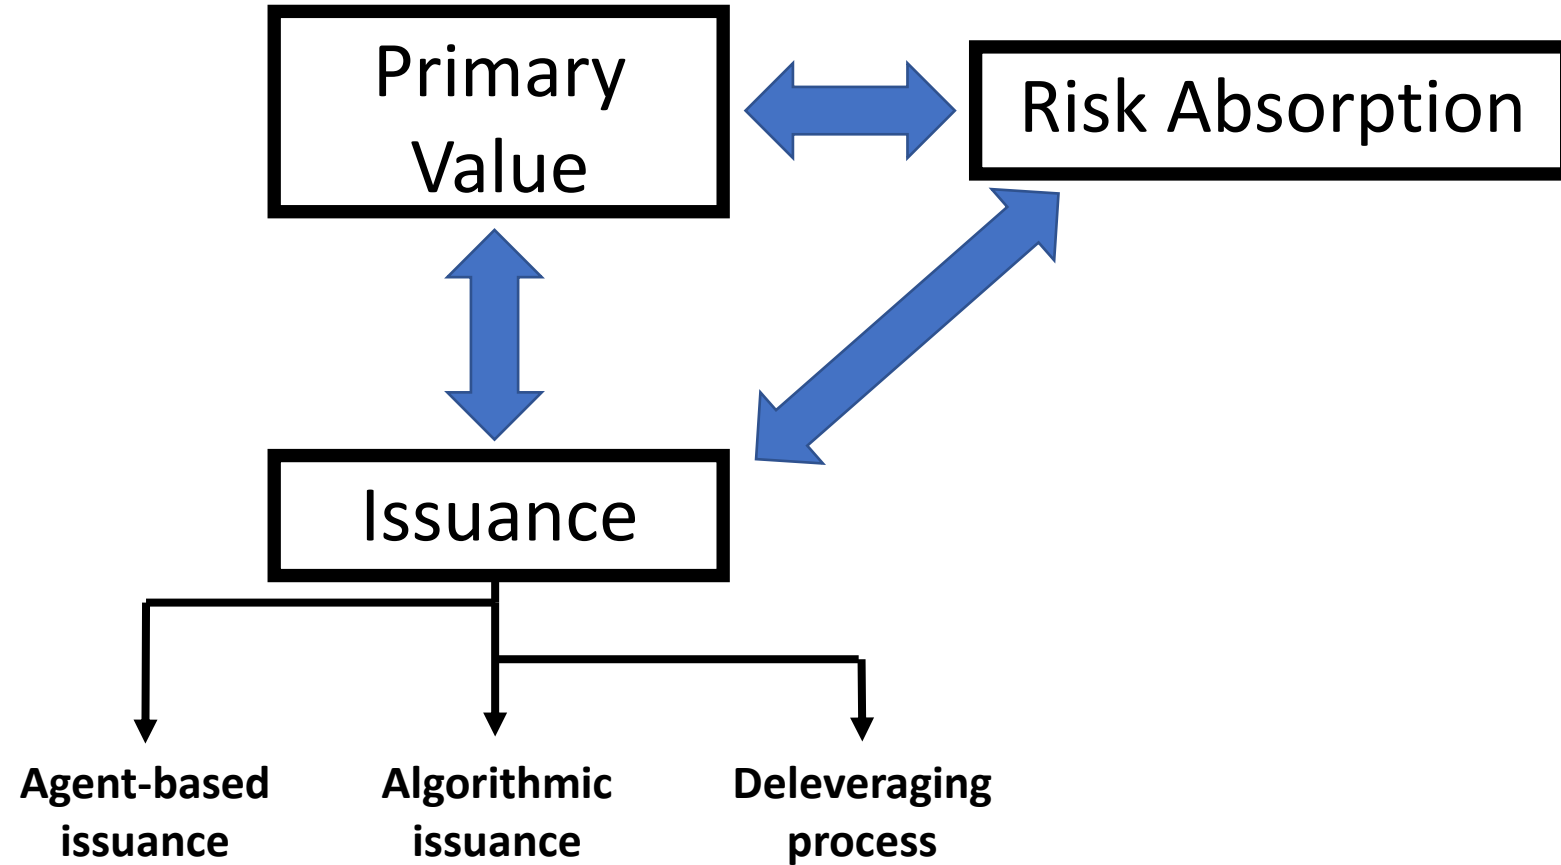 Primary
Value
Risk Absorption
Issuance
Agent-based
issuance
Algorithmic
issuance
Deleveraging
process